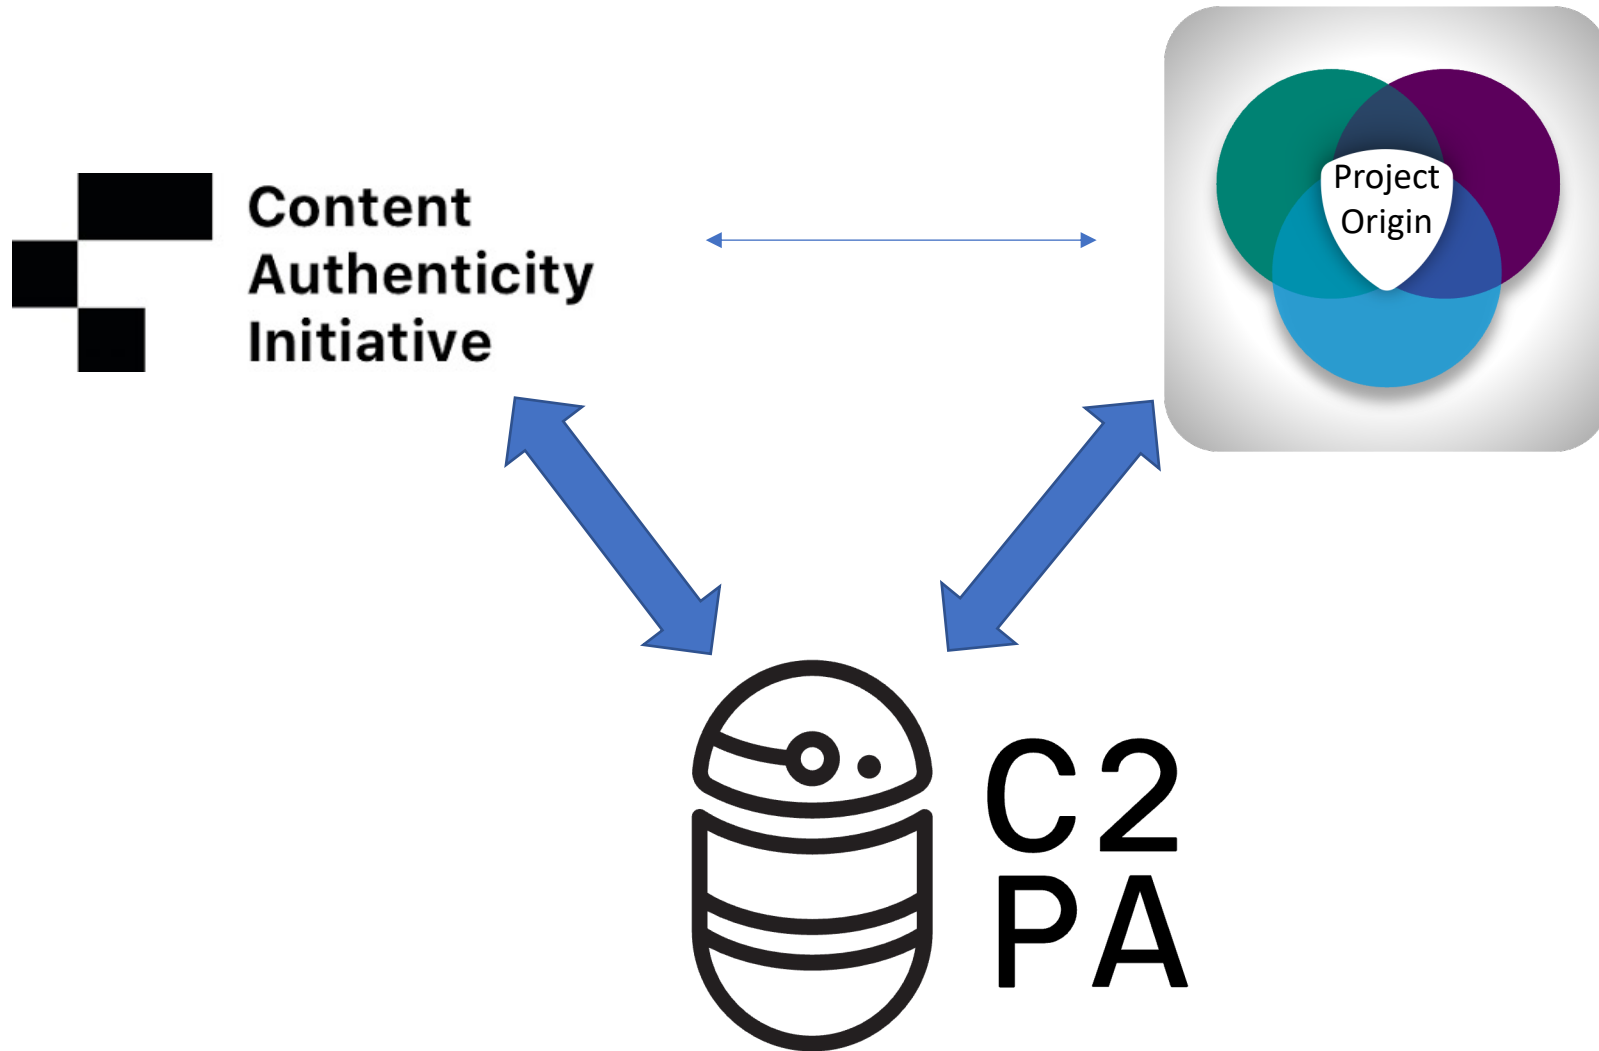 Content
Authenticity
Initiative
Project
Origin
C2
PA